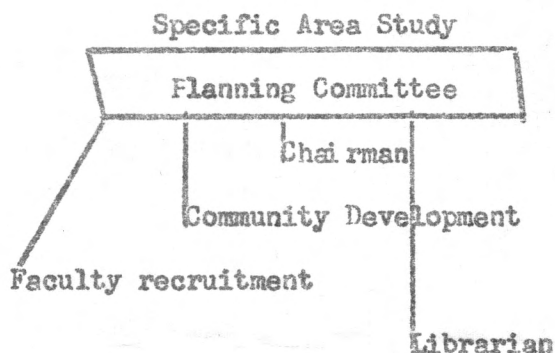 Specific Area Study
Planning Committee
Chairman
Community Development
Faculty recruitment
Librarian